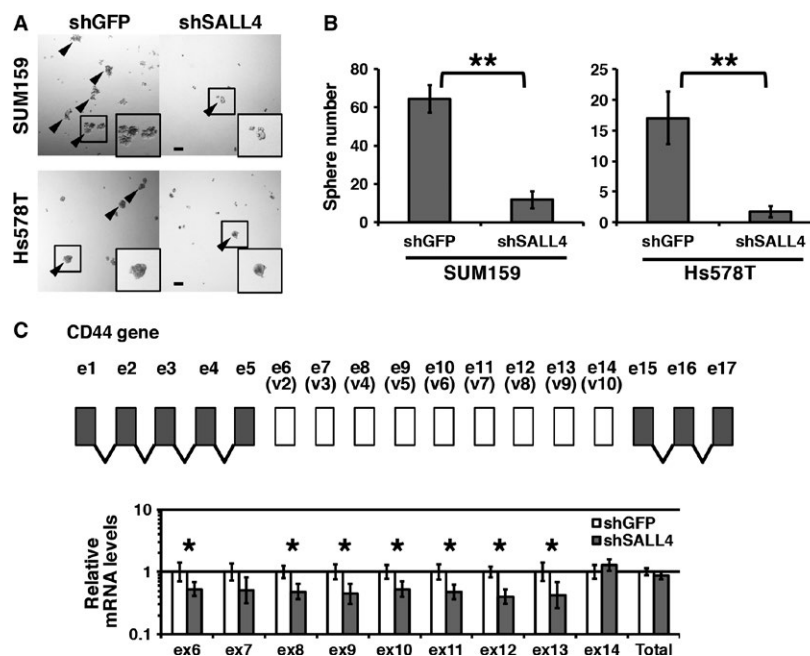 A
shGFP shSALL4
SUM159
Hs578T
B
Sphere number
80
60
40
20
0
**
shGFP shSALL4
SUM159
25
20
15
10
5
0
**
shGFP shSALL4
Hs578T
C CD44 gene
e1 e2 e3 e4 e5 e6 e7 e8 e9 e10 e11 e12 e13 e14 e15 e16 e17
(v2) (v3) (v4) (v5) (v6) (v7) (v8) (v9) (v10)
Relative
mRNA levels
10
1
0.1
* * * * * * *
shGFP
shSALL4
ex6 ex7 ex8 ex9 ex10 ex11 ex12 ex13 ex14 Total